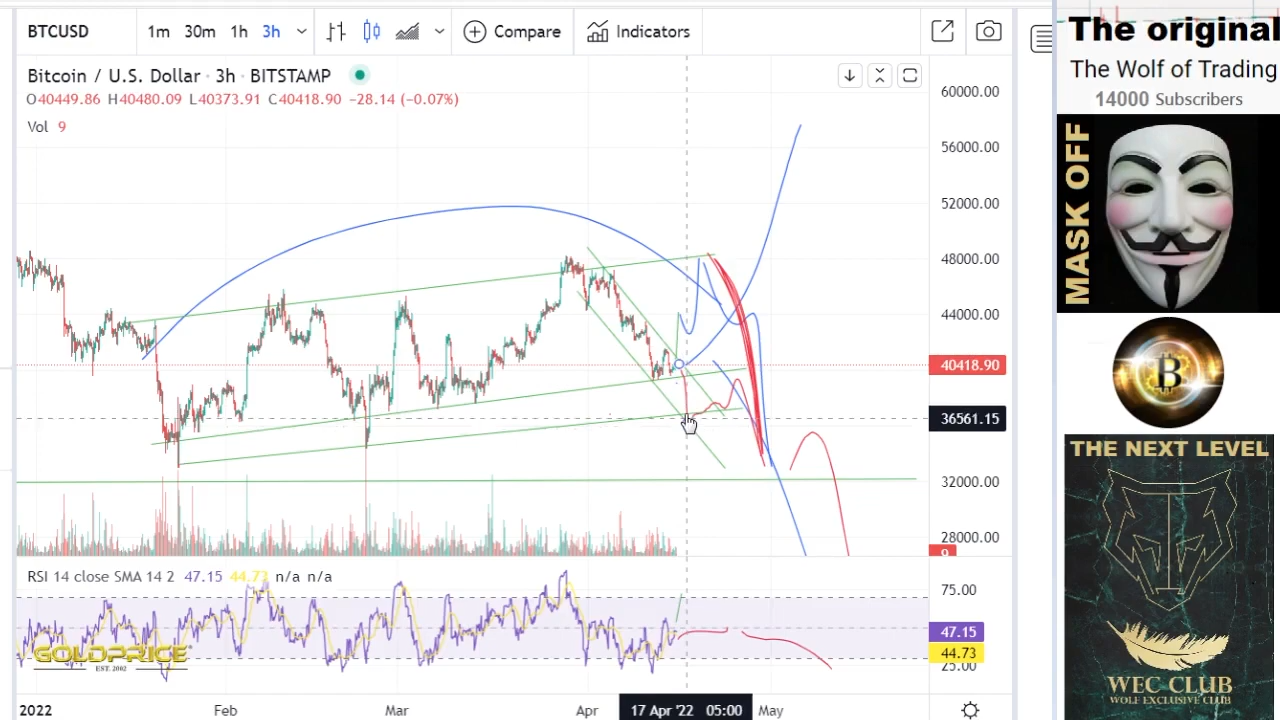 BTCUSD
1m 30m 1h 3h
Compare
Indicators
Bitcoin / U.S. Dollar · 3h · BITSTAMP
O40449.86 H40480.09 L40373.91 C40418.90 −28.14 (−0.07%)
Vol 9
60000.00
56000.00
52000.00
48000.00
44000.00
40418.90
36561.15
32000.00
28000.00
9
RSI 14 close SMA 14 2 47.15 44.73 n/a n/a
75.00
47.15
44.73
25.00
GOLDPRICE
EST. 2002
2022 Feb Mar Apr 17 Apr '22 05:00 May
The original
The Wolf of Trading
14000 Subscribers
MASK OFF
B
THE NEXT LEVEL
WEC CLUB
WOLF EXCLUSIVE CLUB